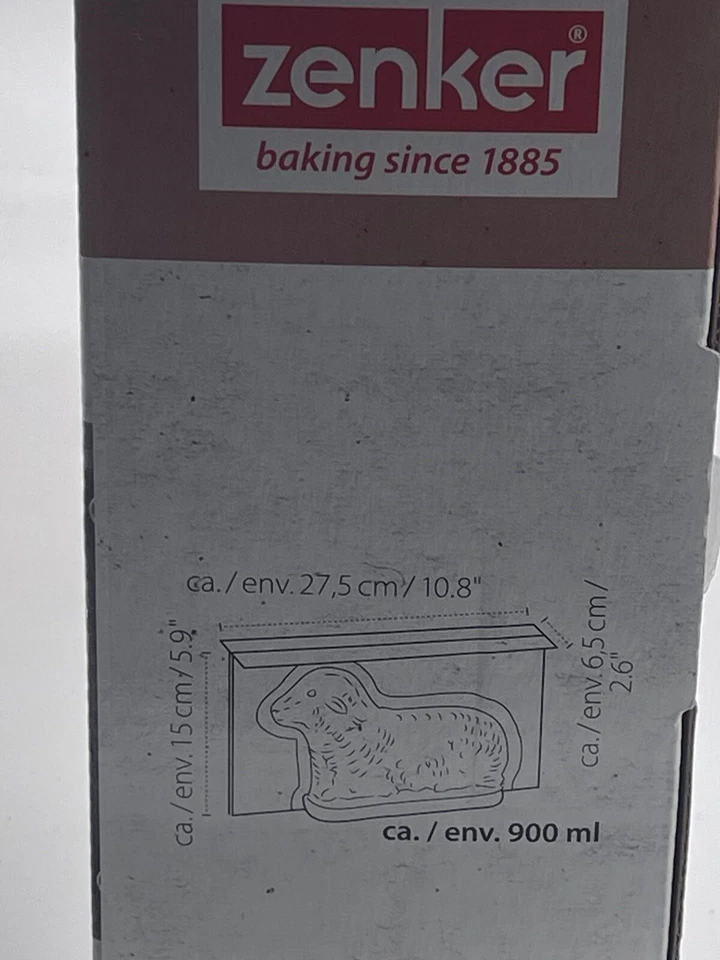 zenker®
baking since 1885
ca./env. 27,5 cm/ 10.8"
ca./env. 15 cm/5.9"
ca./env. 6,5 cm/
2.6"
ca. / env. 900 ml